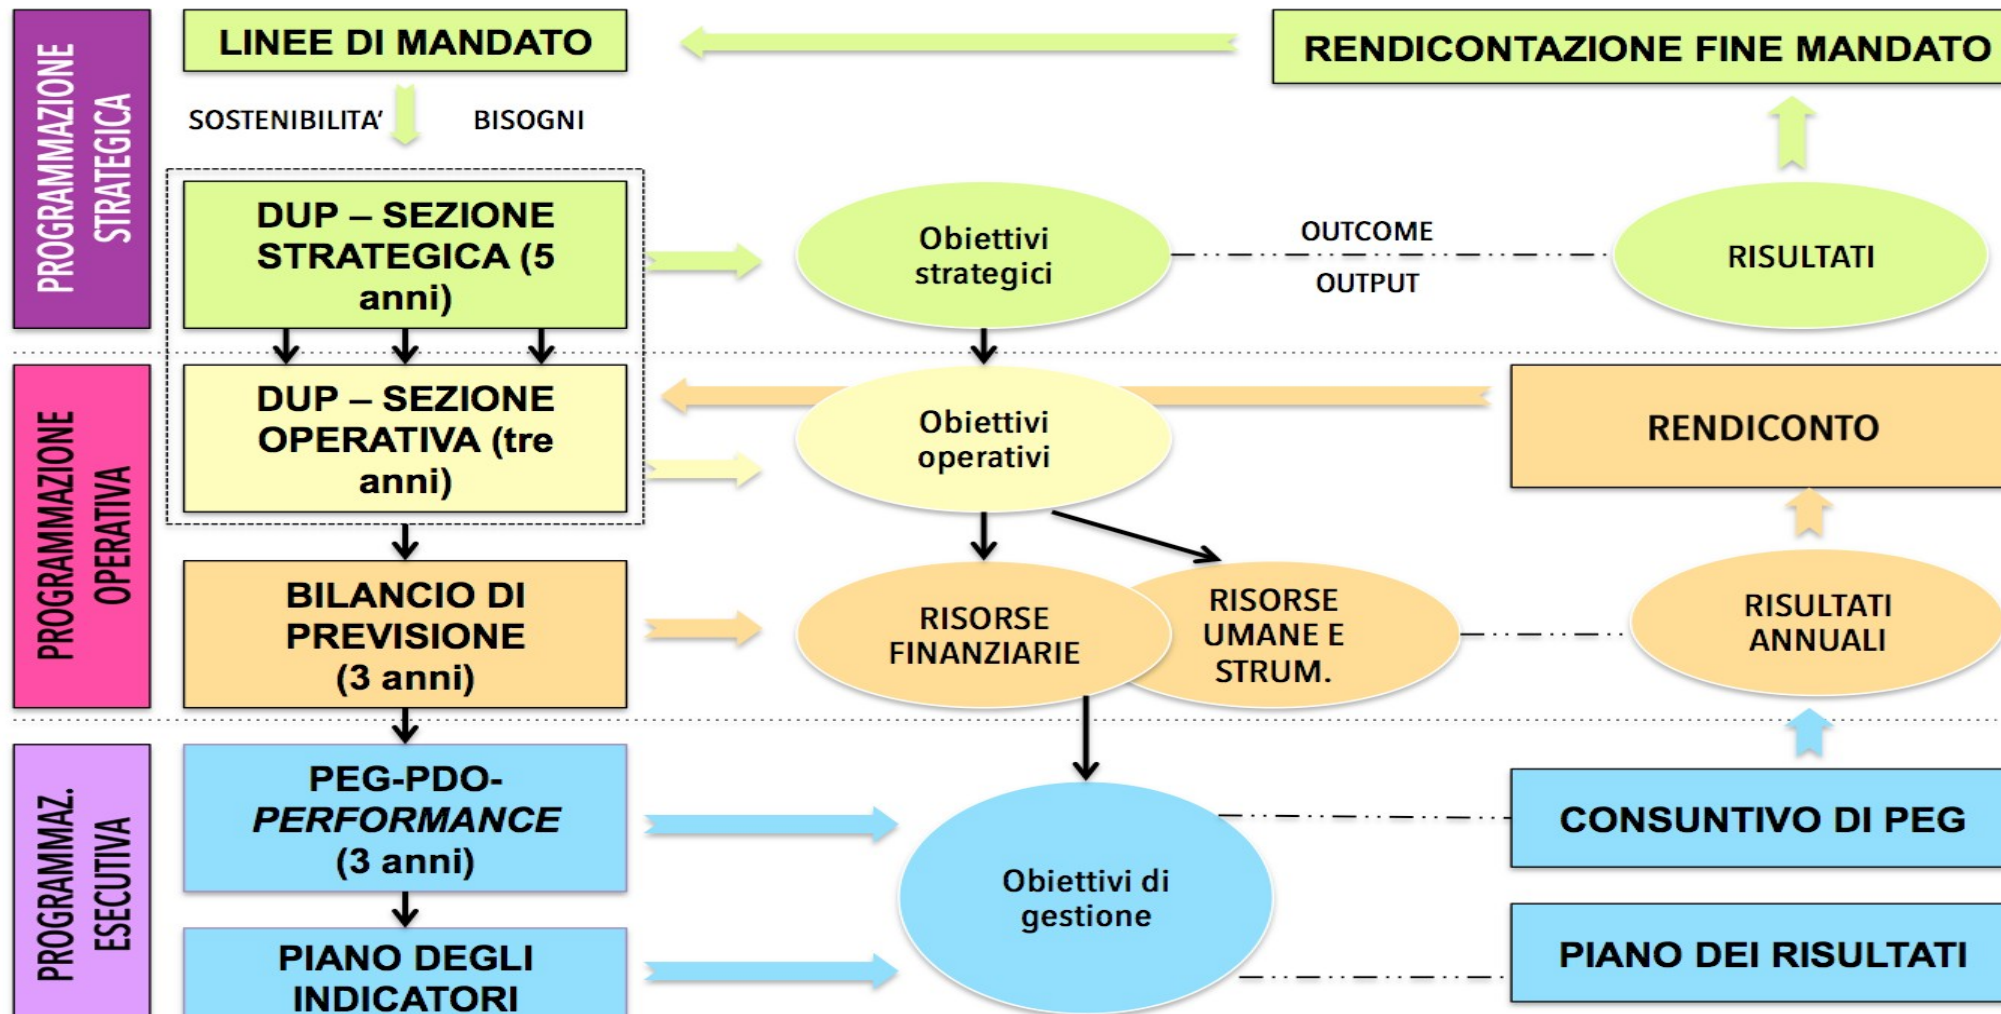 PROGRAMMAZIONE
STRATEGICA
LINEE DI MANDATO
RENDICONTAZIONE FINE MANDATO
SOSTENIBILITA'
BISOGNI
DUP – SEZIONE
STRATEGICA (5
anni)
Obiettivi
strategici
OUTCOME
OUTPUT
RISULTATI
PROGRAMMAZIONE
OPERATIVA
DUP – SEZIONE
OPERATIVA (tre
anni)
Obiettivi
operativi
RENDICONTO
BILANCIO DI
PREVISIONE
(3 anni)
RISORSE
FINANZIARIE
RISORSE
UMANE E
STRUM.
RISULTATI
ANNUALI
PROGRAMMAZ.
ESECUTIVA
PEG-PDO-
PERFORMANCE
(3 anni)
Obiettivi di
gestione
CONSUNTIVO DI PEG
PIANO DEGLI
INDICATORI
PIANO DEI RISULTATI